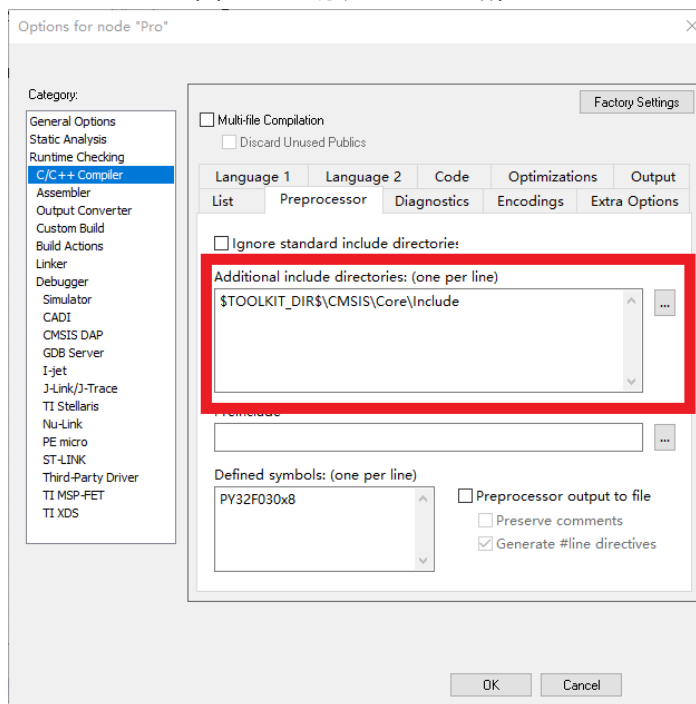 Options for node "Pro"
Category:
General Options
Static Analysis
Runtime Checking
C/C++ Compiler
Assembler
Output Converter
Custom Build
Build Actions
Linker
Debugger
Simulator
CADI
CMSIS DAP
GDB Server
I-jet
J-Link/J-Trace
TI Stellaris
Nu-Link
PE micro
ST-LINK
Third-Party Driver
TI MSP-FET
TI XDS
Factory Settings
Multi-file Compilation
Discard Unused Publics
Language 1 Language 2 Code Optimizations Output
List Preprocessor Diagnostics Encodings Extra Options
Ignore standard include directories
Additional include directories: (one per line)
$TOOLKIT_DIR$\CMSIS\Core\Include
...
Preinclude
...
Defined symbols: (one per line)
PY32F030x8
Preprocessor output to file
Preserve comments
Generate #line directives
OK Cancel